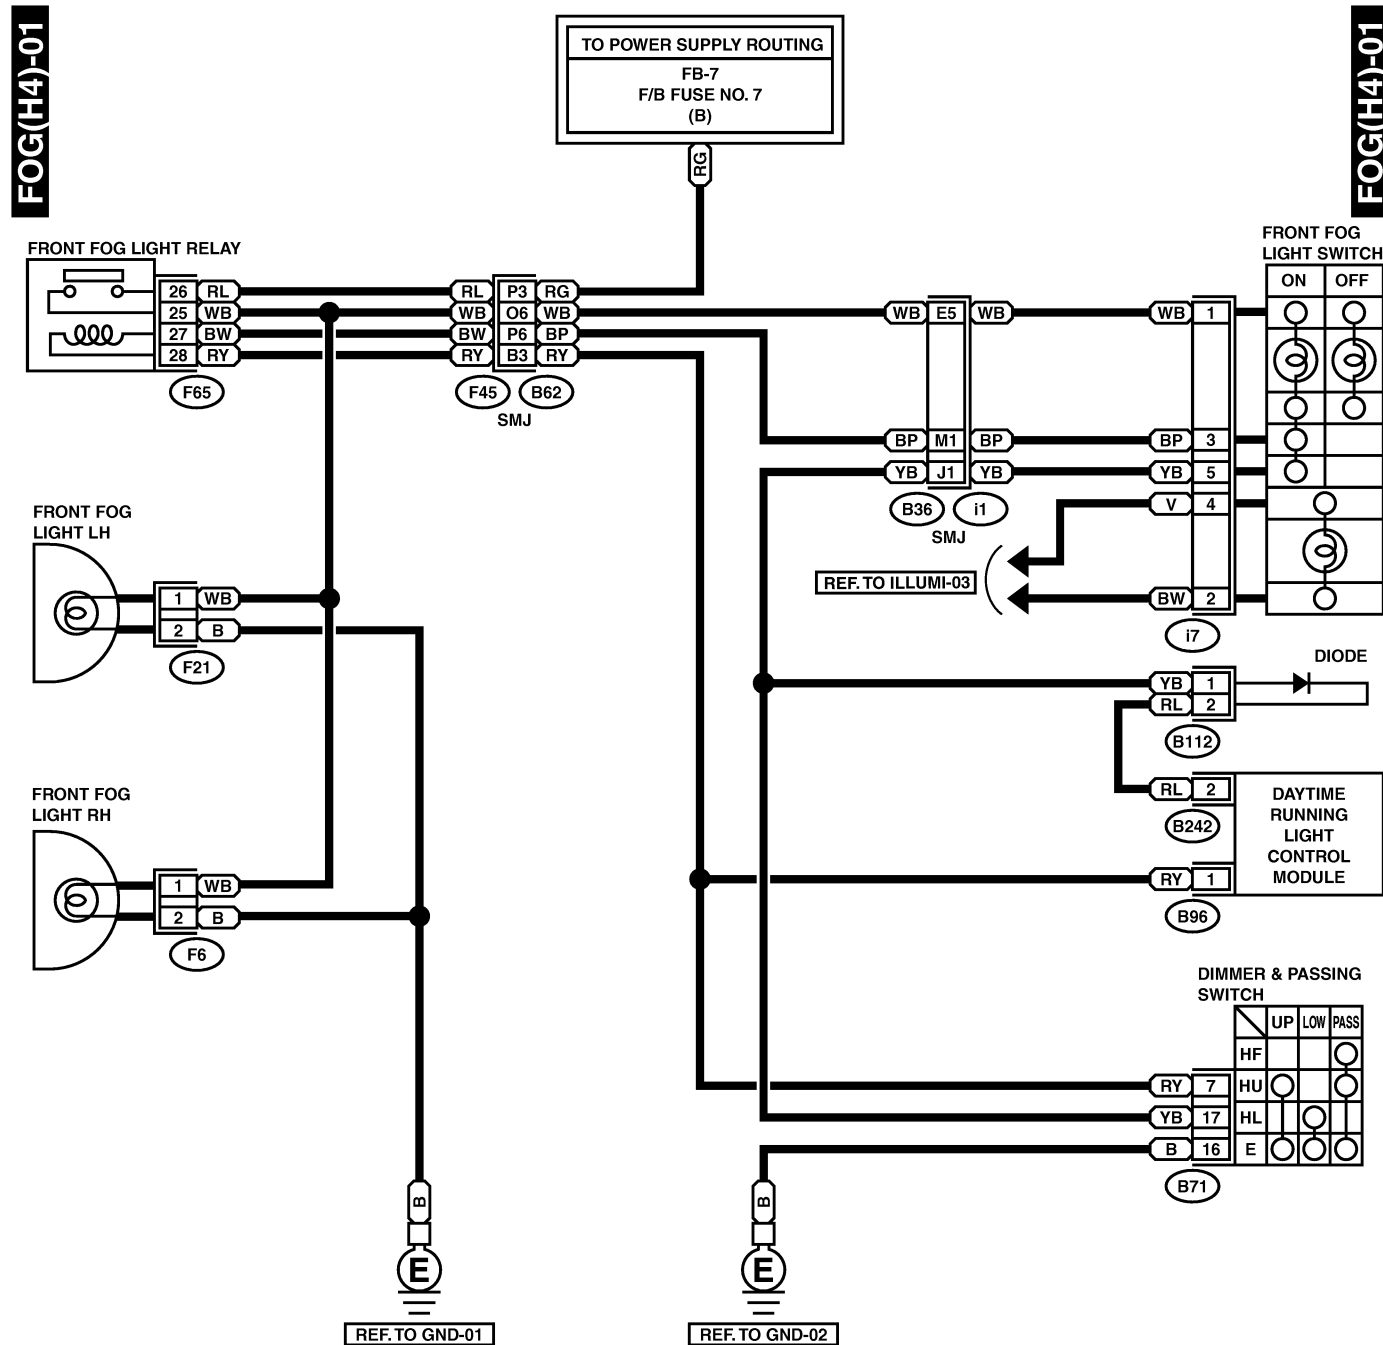 FOG(H4)-01
FOG(H4)-01
TO POWER SUPPLY ROUTING
FB-7
F/B FUSE NO. 7
(B)
RG
FRONT FOG LIGHT RELAY
26 RL
25 WB
27 BW
28 RY
F65
RL P3 RG
WB O6 WB
BW P6 BP
RY B3 RY
F45 B62
SMJ
WB E5 WB
BP M1 BP
YB J1 YB
B36 i1
SMJ
FRONT FOG
LIGHT SWITCH
ON OFF
WB 1
BP 3
YB 5
V 4
BW 2
i7
REF. TO ILLUMI-03
FRONT FOG
LIGHT LH
1 WB
2 B
F21
DIODE
YB 1
RL 2
B112
RL 2
B242
RY 1
B96
DAYTIME
RUNNING
LIGHT
CONTROL
MODULE
FRONT FOG
LIGHT RH
1 WB
2 B
F6
DIMMER & PASSING
SWITCH
UP LOW PASS
HF
RY 7 HU
YB 17 HL
B 16 E
B71
B
B
E
E
REF. TO GND-01
REF. TO GND-02